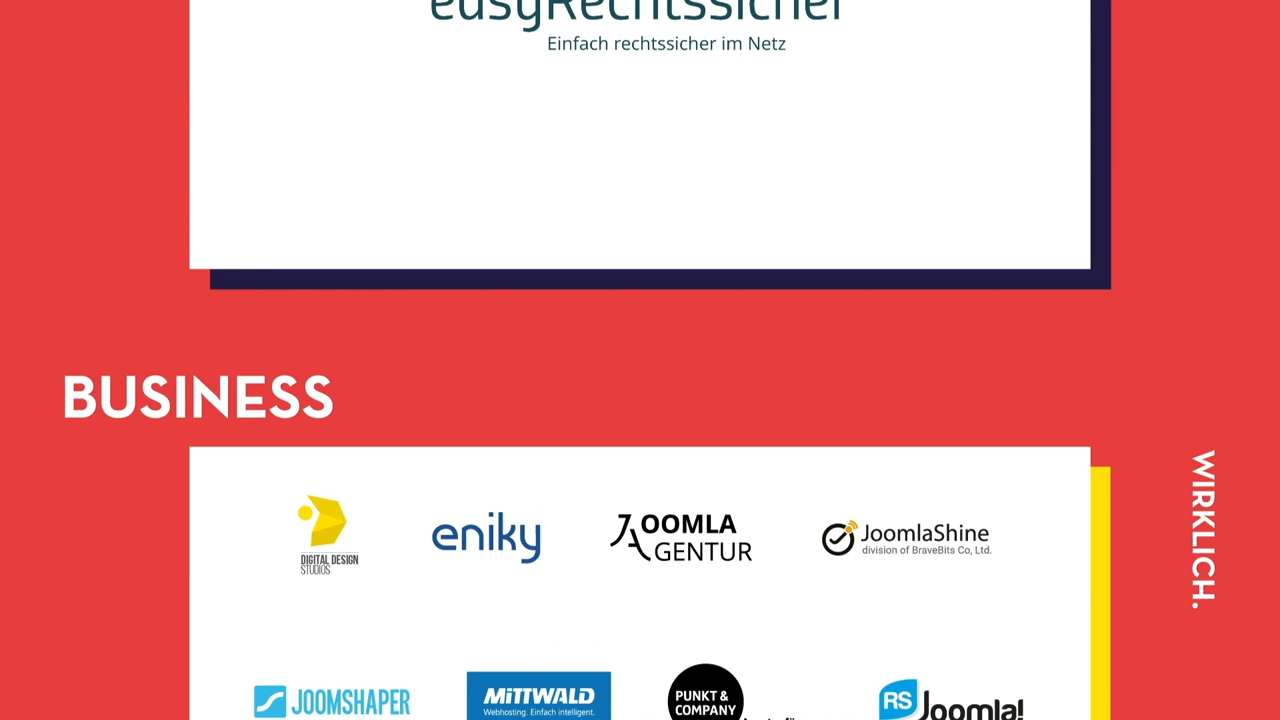 easyRechtssicher
Einfach rechtssicher im Netz
BUSINESS
WIRKLICH.
DIGITAL DESIGN
STUDIOS
eniky
JOOMLA
AGENTUR
JoomlaShine
division of BraveBits Co, Ltd.
JOOMSHAPER
MITTWALD
Webhosting. Einfach intelligent.
PUNKT &
COMPANY
RS
Joomla!